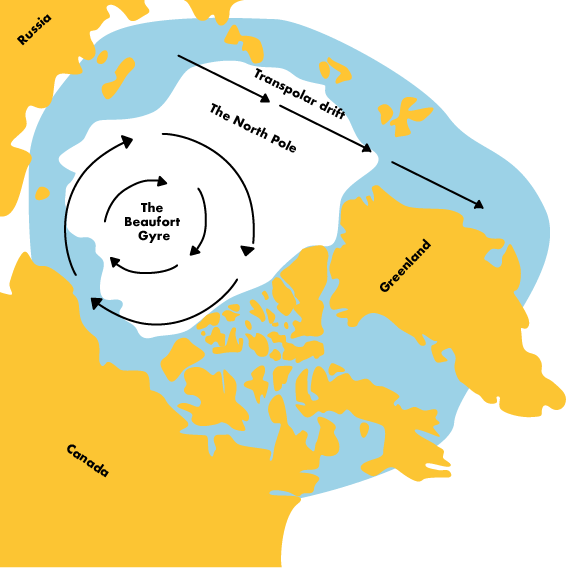 Russia
Transpolar drift
The North Pole
The
Beaufort
Gyre
Greenland
Canada